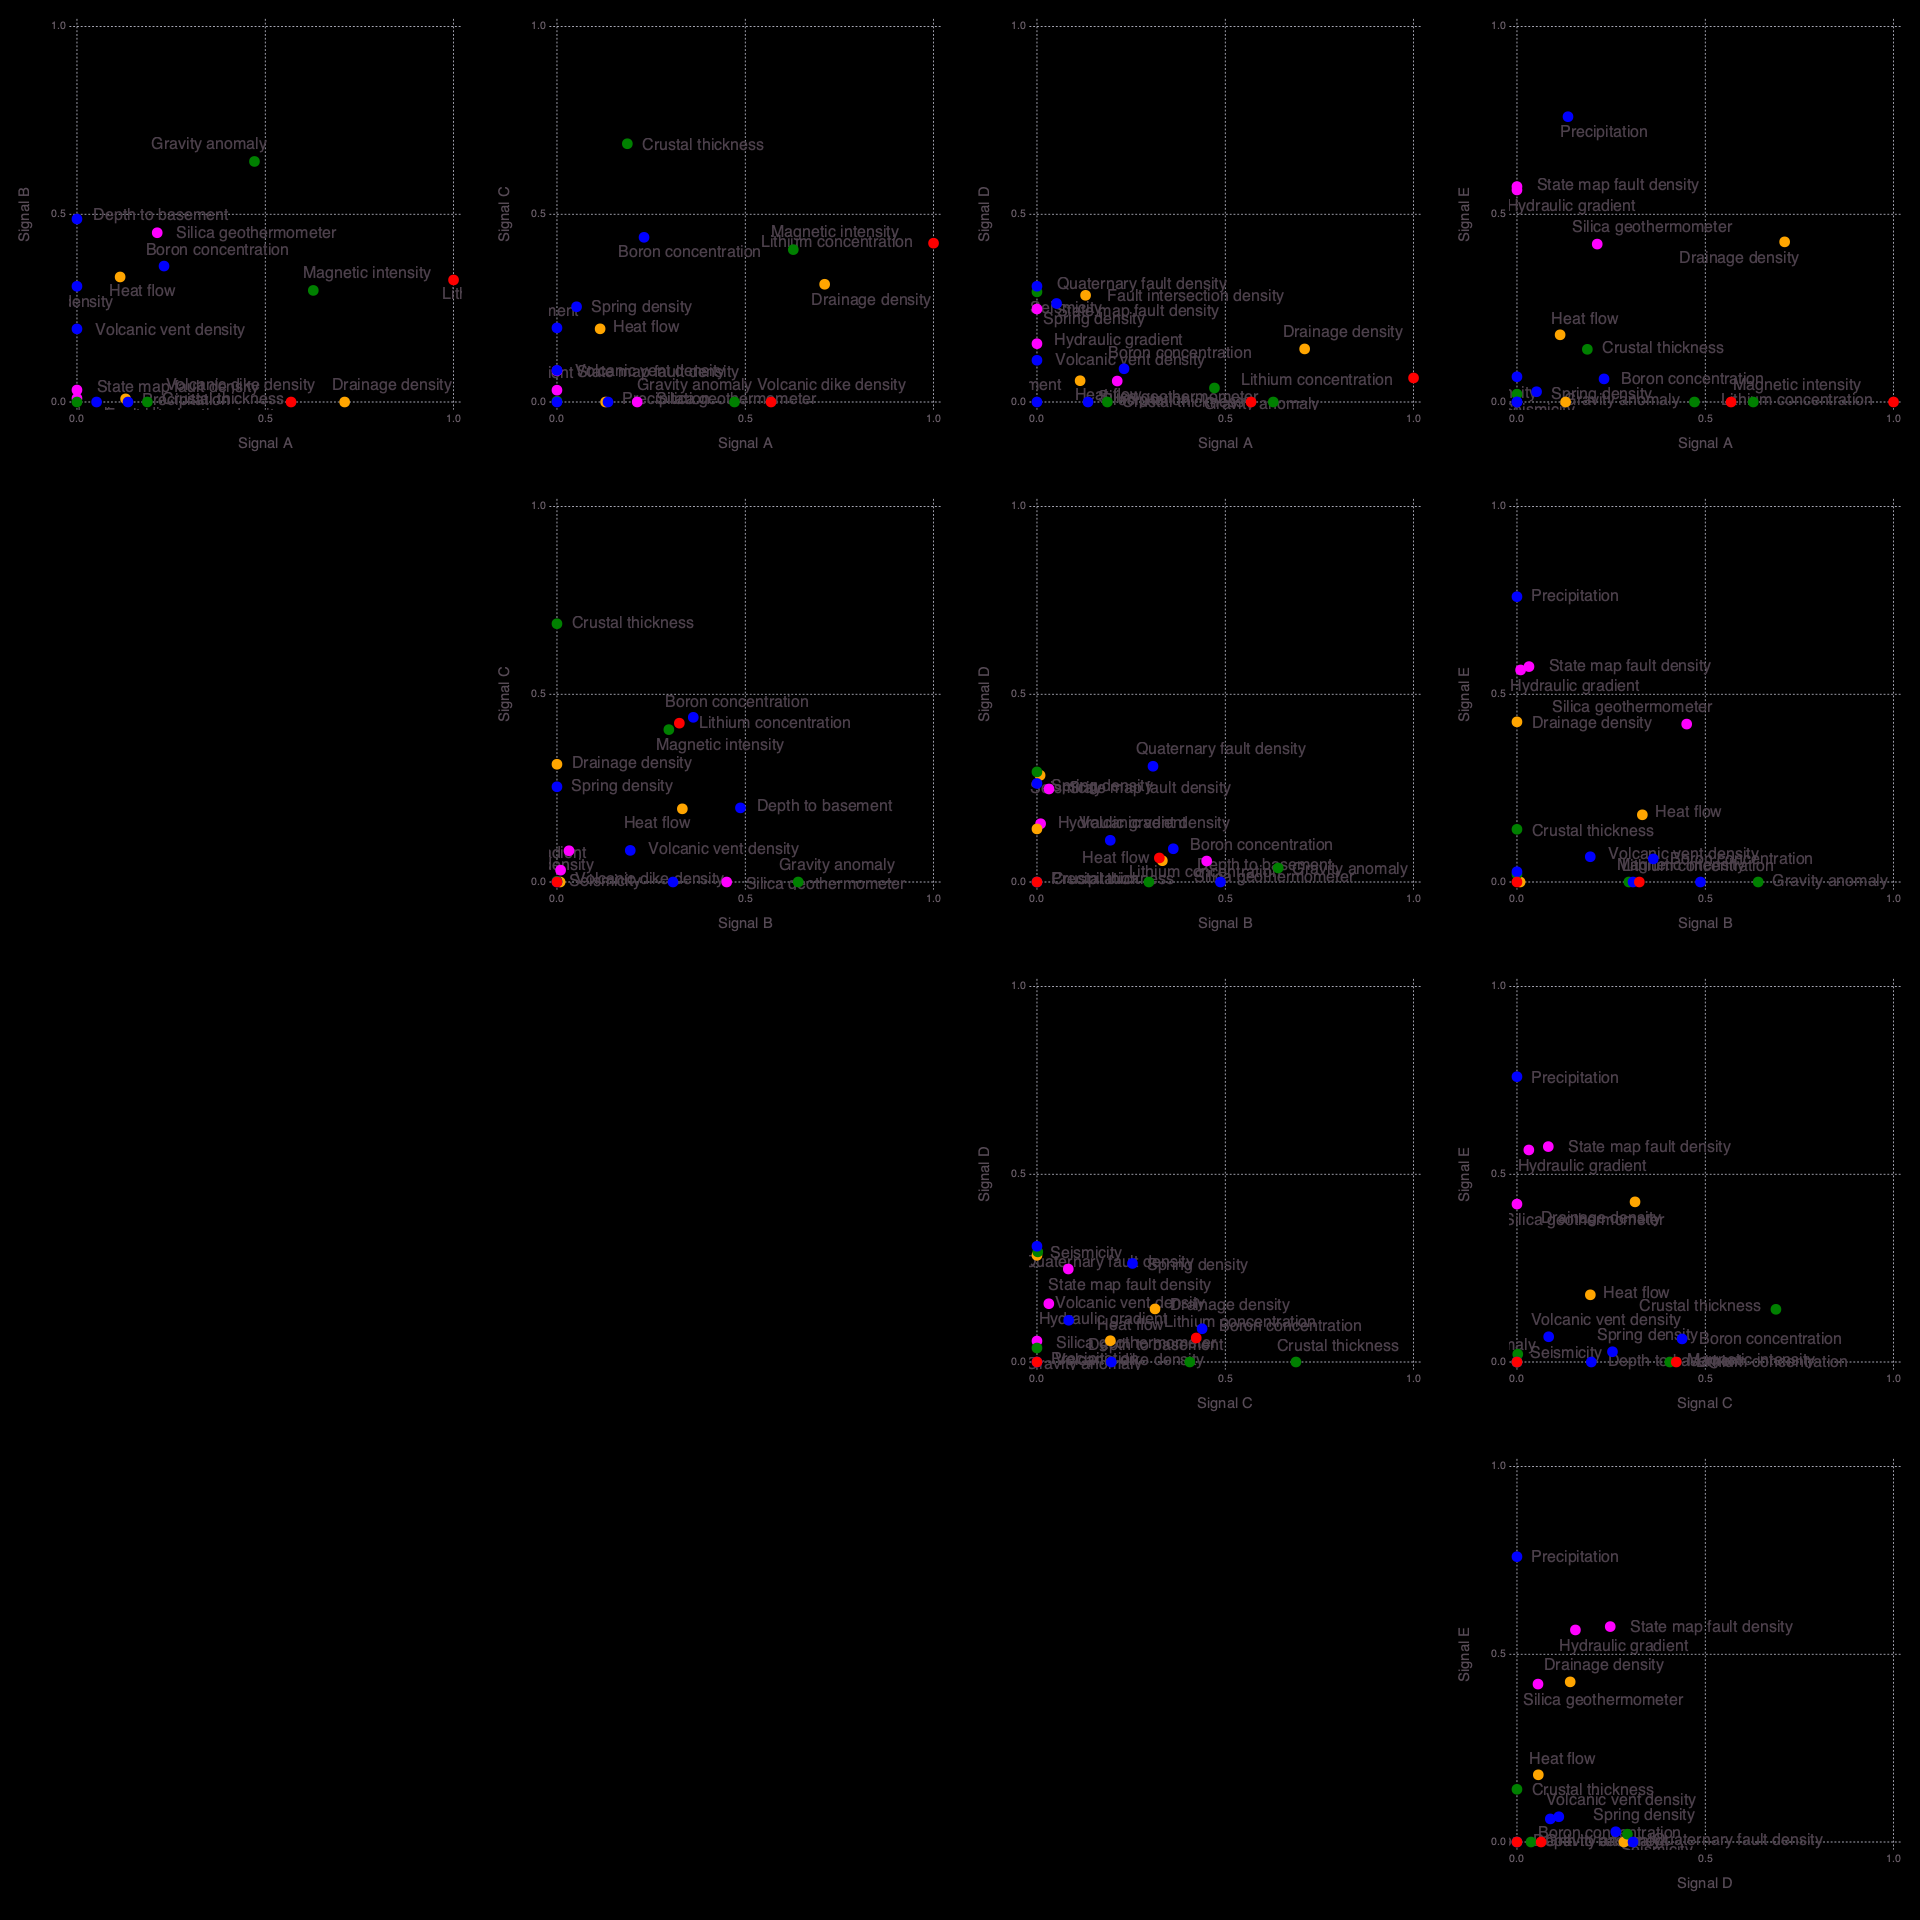 1.0
1.0
1.0
1.0
Precipitation
Gravity anomaly
Crustal thickness
State map fault density
Hydraulic gradient
Signal B
Signal C
Signal D
Signal E
0.5
0.5
0.5
0.5
Depth to basement
Silica geothermometer
Boron concentration
Magnetic intensity
Heat flow
Volcanic vent density
Magnetic intensity
Lithium concentration
Boron concentration
Drainage density
Spring density
Heat flow
Quaternary fault density
Fault intersection density
State map fault density
Spring density
Hydraulic gradient
Volcanic vent density
Boron concentration
Drainage density
Lithium concentration
Silica geothermometer
Drainage density
Heat flow
Crustal thickness
Boron concentration
Magnetic intensity
Spring density
Lithium concentration
State map fault density
Volcanic dike density
Drainage density
Crustal thickness
State map fault density
Gravity anomaly
Volcanic dike density
Precipitation
Silica geothermometer
Heat flow
Crustal thickness
Gravity anomaly
Gravity anomaly
0.0
0.0
0.0
0.0
0.0
0.5
1.0
0.0
0.5
1.0
0.0
0.5
1.0
0.0
0.5
1.0
Signal A
Signal A
Signal A
Signal A
1.0
1.0
1.0
Crustal thickness
Precipitation
Signal C
Signal D
Signal E
0.5
0.5
0.5
Boron concentration
Lithium concentration
Magnetic intensity
Drainage density
Spring density
Depth to basement
Heat flow
Volcanic vent density
Gravity anomaly
Seismicity
Volcanic dike density
Silica geothermometer
Quaternary fault density
Spring density
State map fault density
Hydraulic gradient
Volcanic vent density
Boron concentration
Heat flow
Depth to basement
Lithium concentration
Gravity anomaly
Silica geothermometer
Precipitation
Crustal thickness
State map fault density
Hydraulic gradient
Silica geothermometer
Drainage density
Heat flow
Crustal thickness
Volcanic vent density
Boron concentration
Magnetic intensity
Lithium concentration
Gravity anomaly
0.0
0.0
0.0
0.0
0.5
1.0
0.0
0.5
1.0
0.0
0.5
1.0
Signal B
Signal B
Signal B
1.0
1.0
Precipitation
Signal D
Signal E
0.5
0.5
Seismicity
Quaternary fault density
Spring density
State map fault density
Volcanic vent density
Drainage density
Hydraulic gradient
Heat flow
Lithium concentration
Boron concentration
Silica geothermometer
Depth to basement
Crustal thickness
State map fault density
Hydraulic gradient
Drainage density
Silica geothermometer
Heat flow
Crustal thickness
Volcanic vent density
Spring density
Boron concentration
Seismicity
Depth to basement
Magnetic intensity
Lithium concentration
0.0
0.0
0.0
0.5
1.0
0.0
0.5
1.0
Signal C
Signal C
1.0
Precipitation
Signal E
State map fault density
Hydraulic gradient
0.5
Drainage density
Silica geothermometer
Heat flow
Crustal thickness
Volcanic vent density
Spring density
Boron concentration
Quaternary fault density
0.0
0.0
0.5
1.0
Signal D